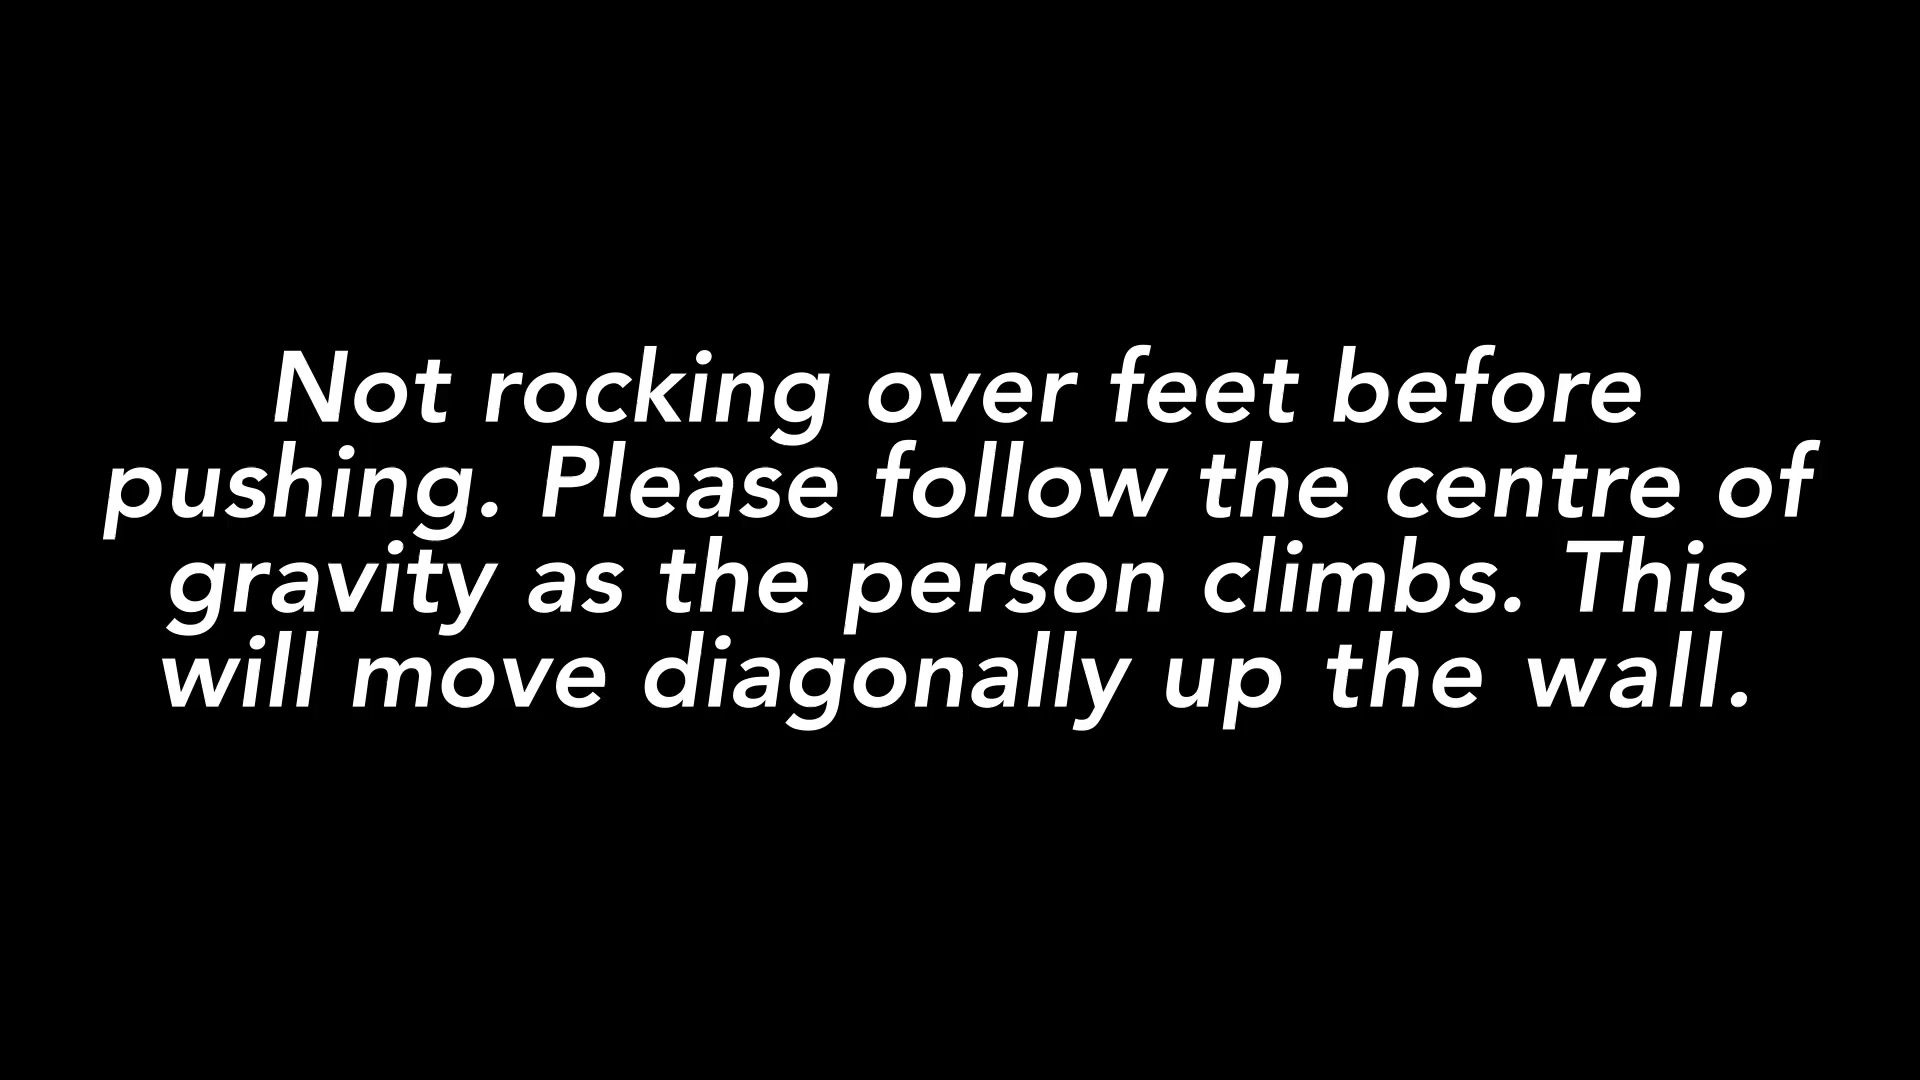 Not rocking over feet before
pushing. Please follow the centre of
gravity as the person climbs. This
will move diagonally up the wall.